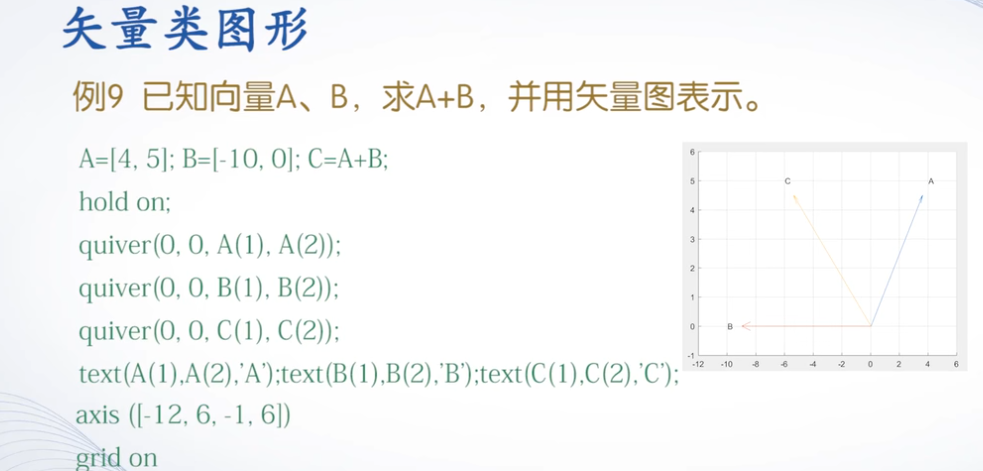 矢量类图形
例9 已知向量A、B，求A+B，并用矢量图表示。
A=[4, 5]; B=[-10, 0]; C=A+B;
hold on;
quiver(0, 0, A(1), A(2));
quiver(0, 0, B(1), B(2));
quiver(0, 0, C(1), C(2));
text(A(1),A(2),'A');text(B(1),B(2),'B');text(C(1),C(2),'C');
axis ([-12, 6, -1, 6])
grid on
6
5
C
A
4
3
2
1
0
B
-1
-12 -10 -8 -6 -4 -2 0 2 4 6